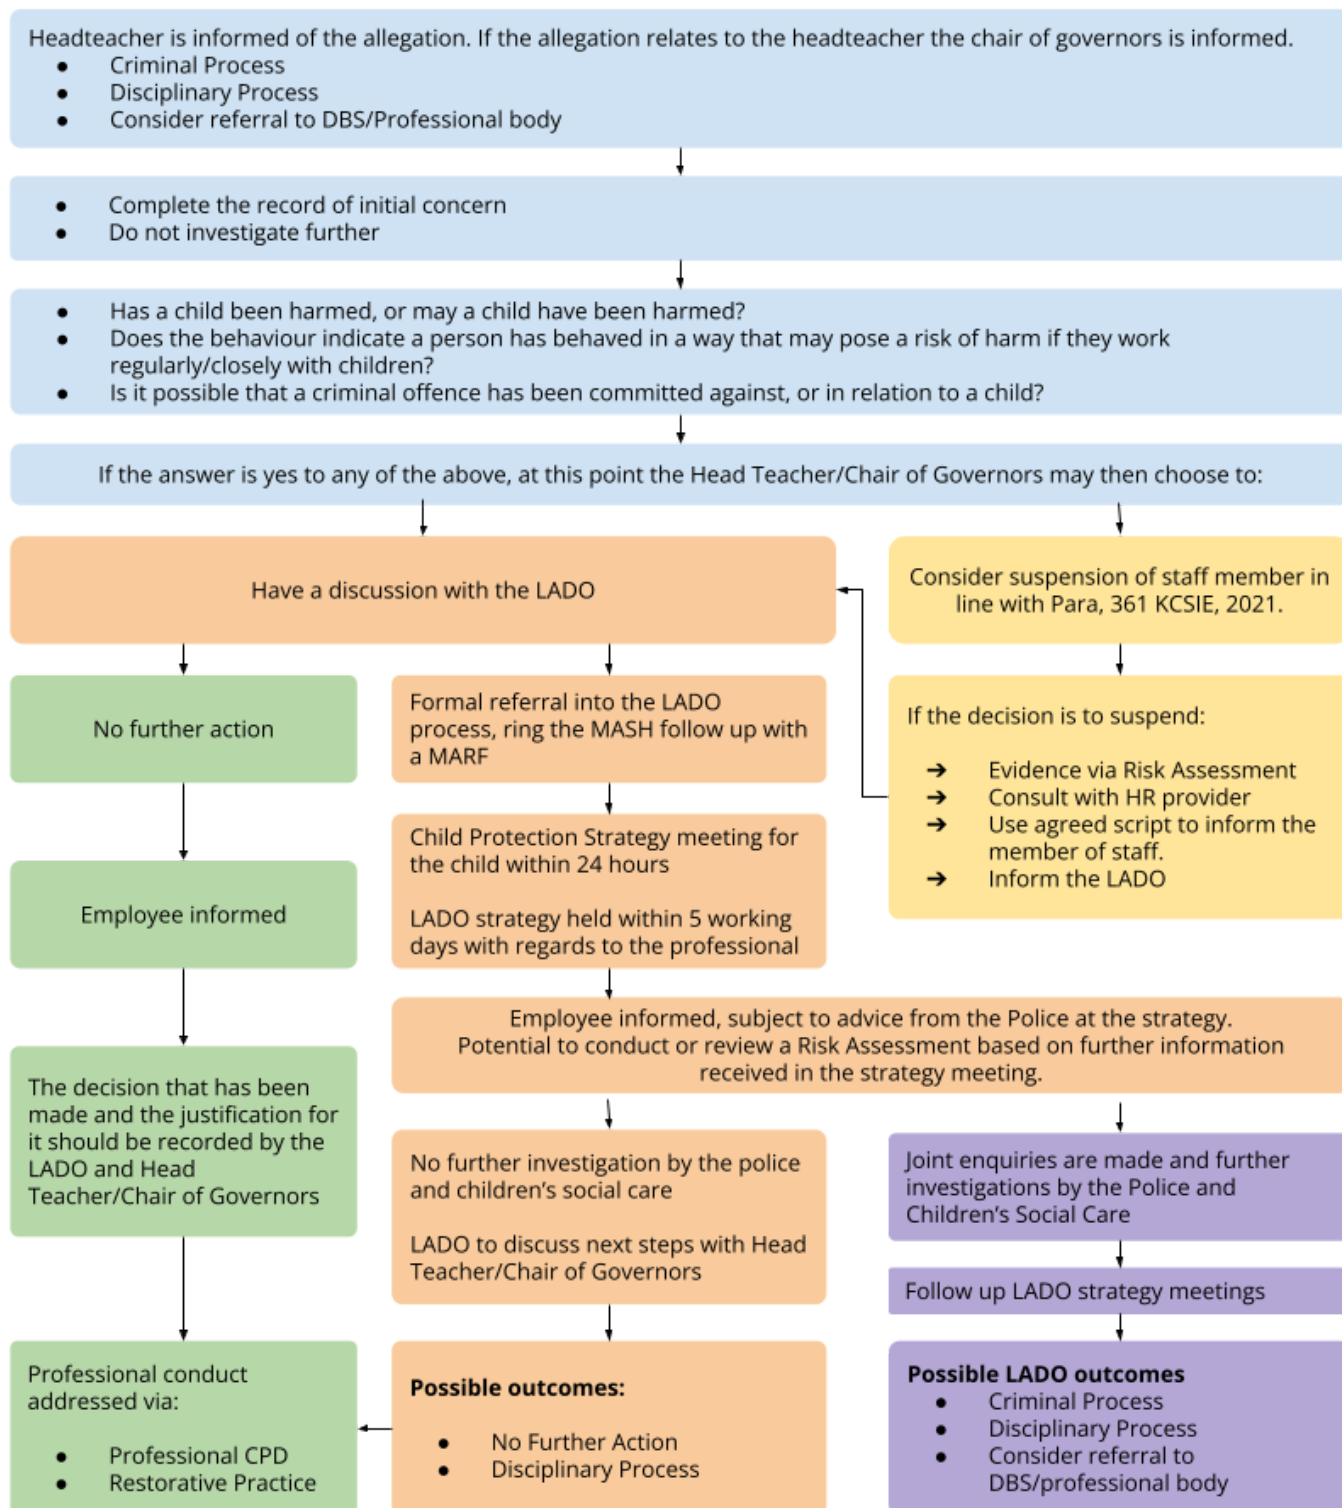 Headteacher is informed of the allegation. If the allegation relates to the headteacher the chair of governors is informed.
● Criminal Process
● Disciplinary Process
● Consider referral to DBS/Professional body
● Complete the record of initial concern
● Do not investigate further
● Has a child been harmed, or may a child have been harmed?
● Does the behaviour indicate a person has behaved in a way that may pose a risk of harm if they work
regularly/closely with children?
● Is it possible that a criminal offence has been committed against, or in relation to a child?
If the answer is yes to any of the above, at this point the Head Teacher/Chair of Governors may then choose to:
Have a discussion with the LADO
Consider suspension of staff member in
line with Para, 361 KCSIE, 2021.
No further action
Formal referral into the LADO
process, ring the MASH follow up with
a MARF
If the decision is to suspend:
➔ Evidence via Risk Assessment
➔ Consult with HR provider
➔ Use agreed script to inform the
member of staff.
➔ Inform the LADO
Employee informed
Child Protection Strategy meeting for
the child within 24 hours
LADO strategy held within 5 working
days with regards to the professional
Employee informed, subject to advice from the Police at the strategy.
Potential to conduct or review a Risk Assessment based on further information
received in the strategy meeting.
The decision that has been
made and the justification for
it should be recorded by the
LADO and Head
Teacher/Chair of Governors
No further investigation by the police
and children's social care
LADO to discuss next steps with Head
Teacher/Chair of Governors
Joint enquiries are made and further
investigations by the Police and
Children's Social Care
Follow up LADO strategy meetings
Professional conduct
addressed via:
● Professional CPD
● Restorative Practice
Possible outcomes:
● No Further Action
● Disciplinary Process
Possible LADO outcomes
● Criminal Process
● Disciplinary Process
● Consider referral to
DBS/professional body